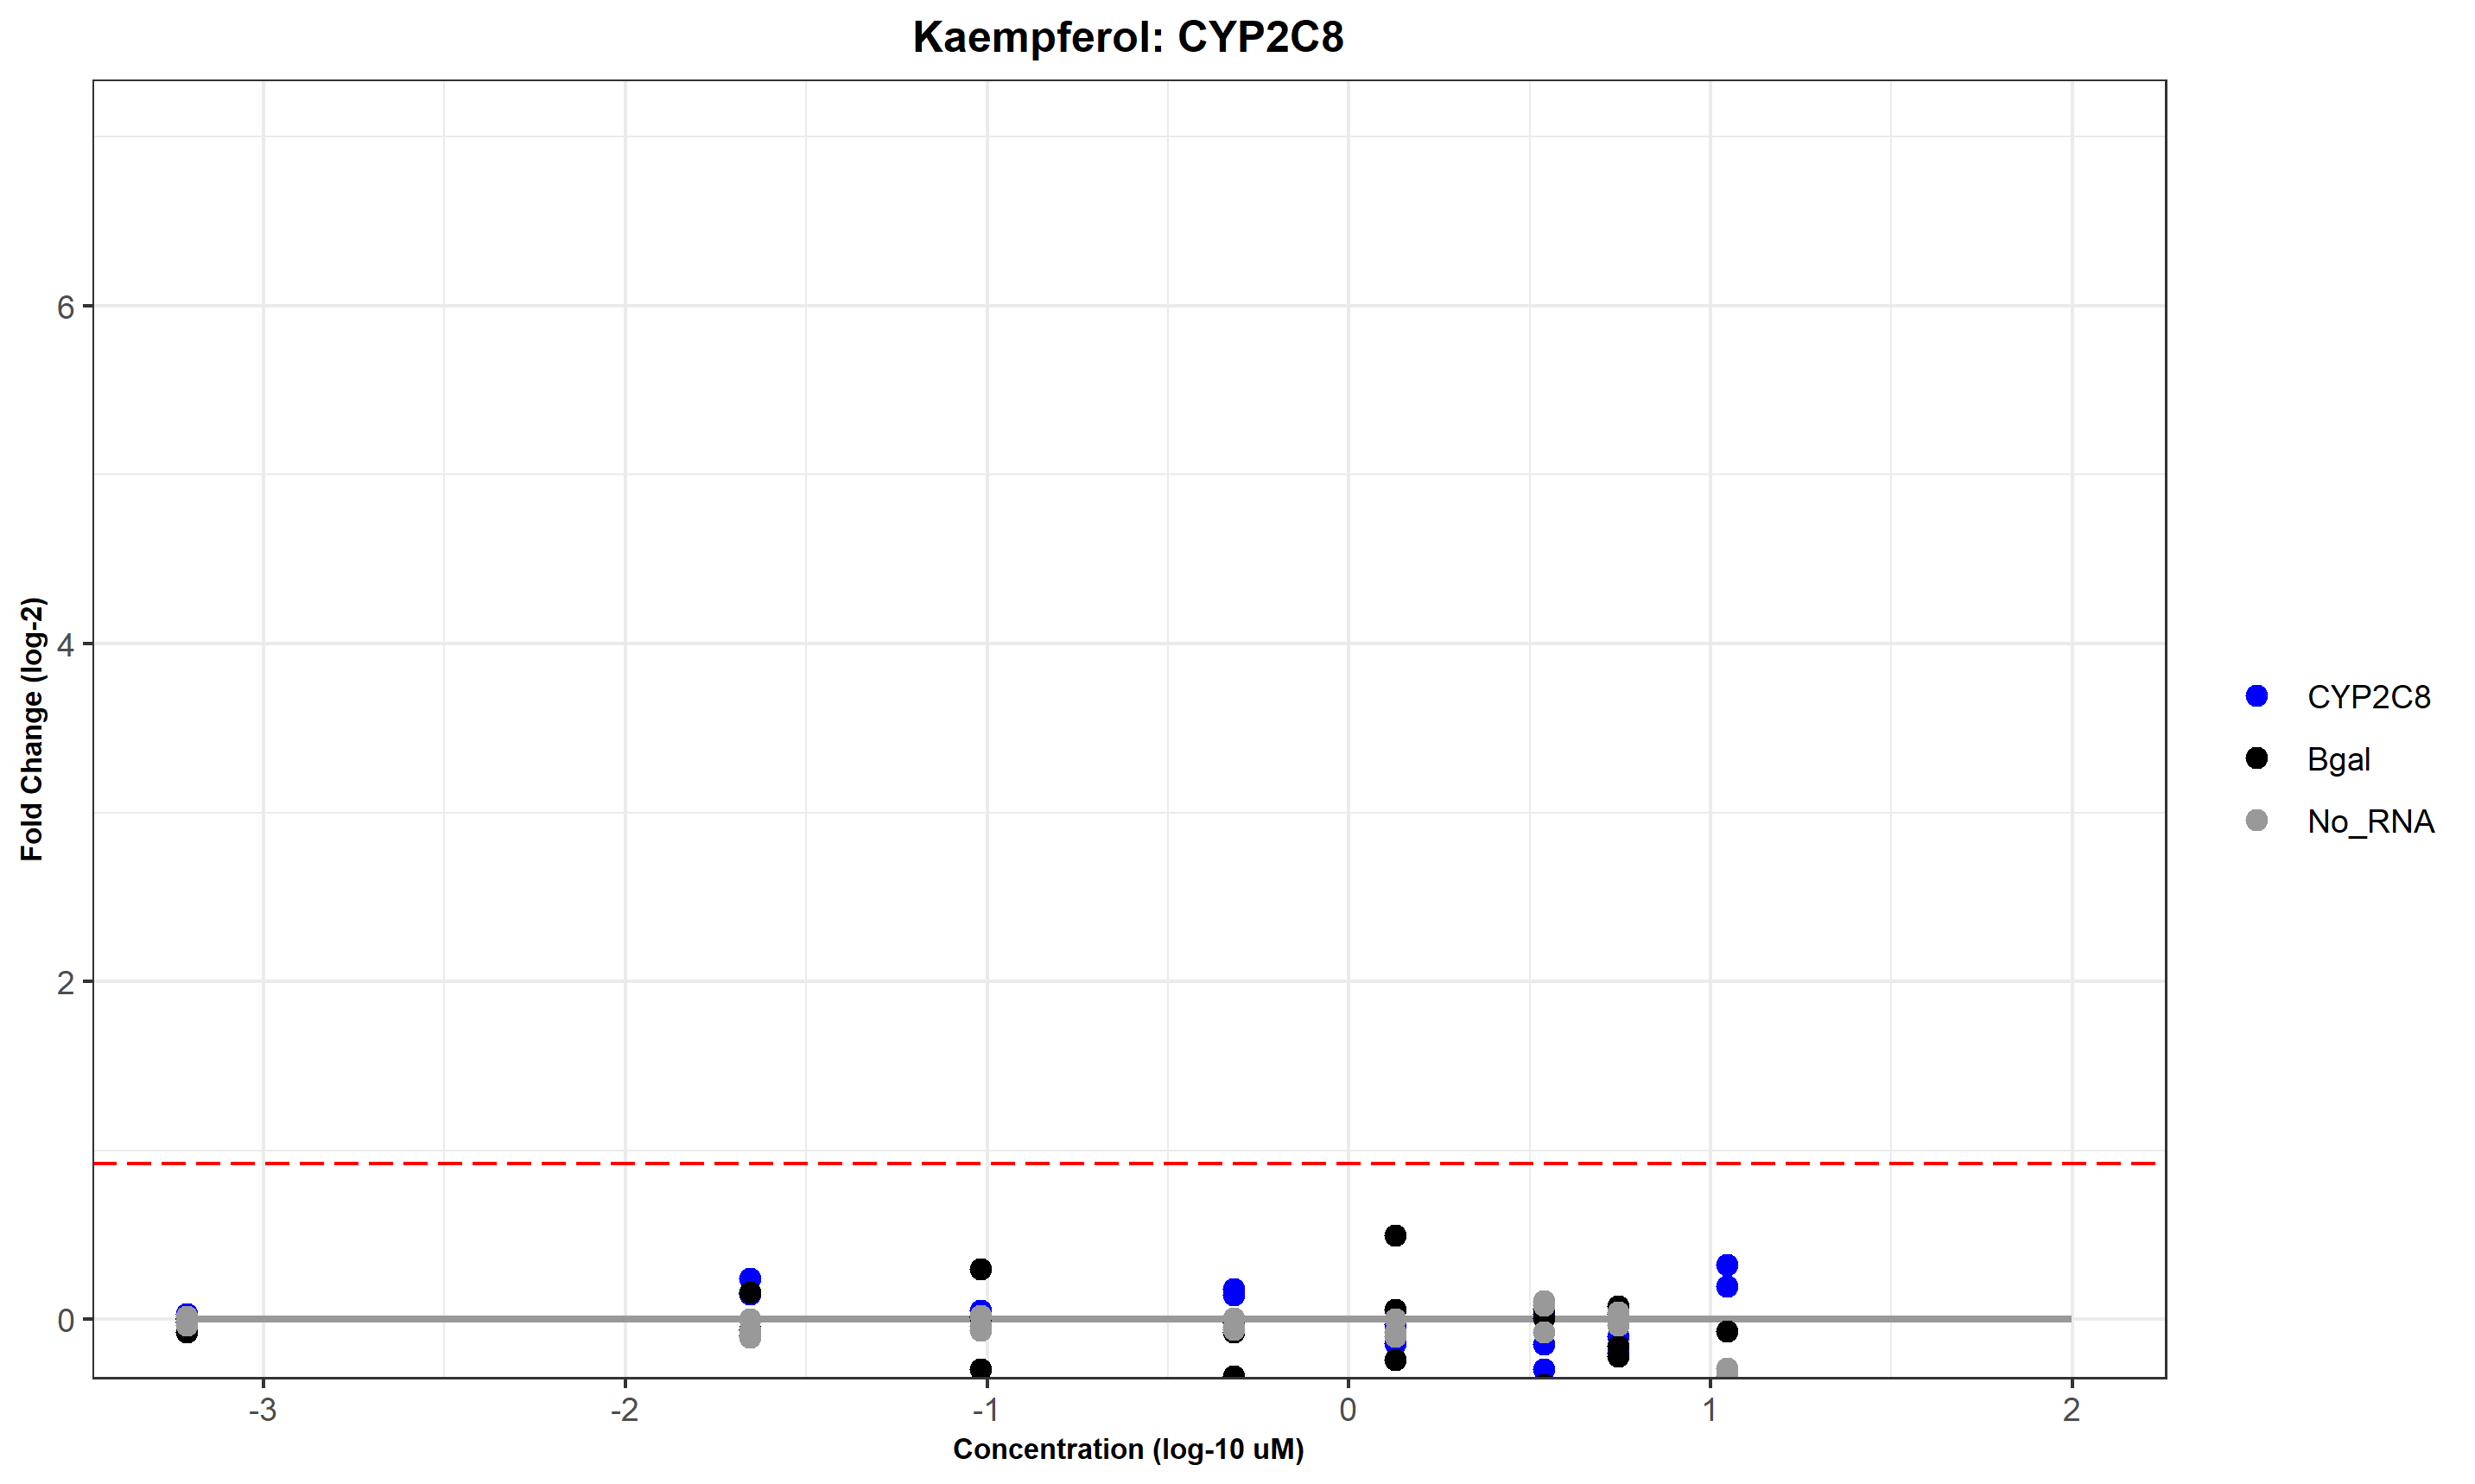 Kaempferol: CYP2C8
Fold Change (log-2)
6
4
2
0
-3
-2
-1
0
1
2
Concentration (log-10 uM)
CYP2C8
Bgal
No_RNA